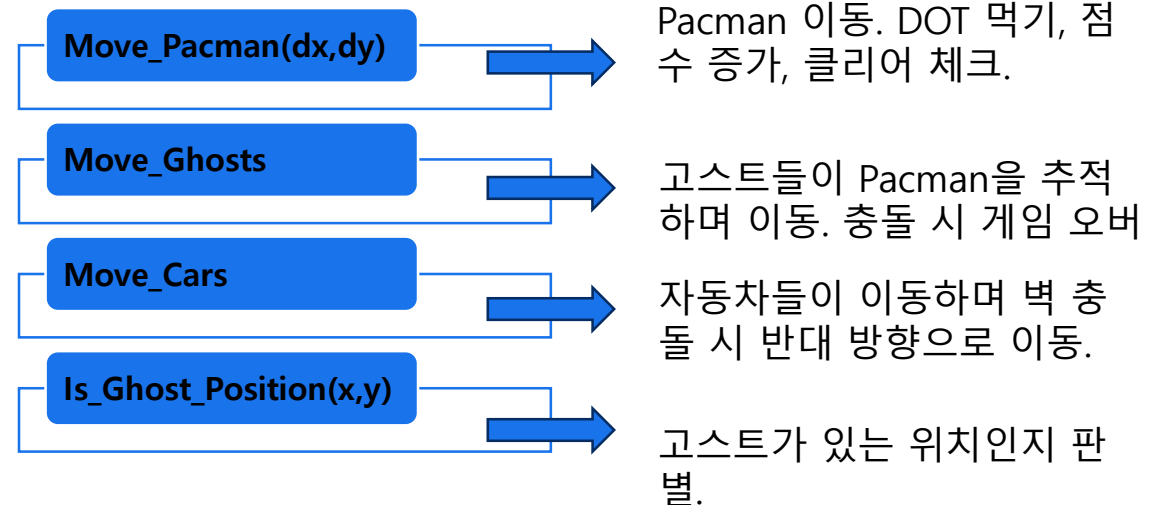 Move_Pacman(dx,dy)
Pacman 이동. DOT 먹기, 점
수 증가, 클리어 체크.
Move_Ghosts
고스트들이 Pacman을 추적
하며 이동. 충돌 시 게임 오버
Move_Cars
자동차들이 이동하며 벽 충
돌 시 반대 방향으로 이동.
Is_Ghost_Position(x,y)
고스트가 있는 위치인지 판
별.